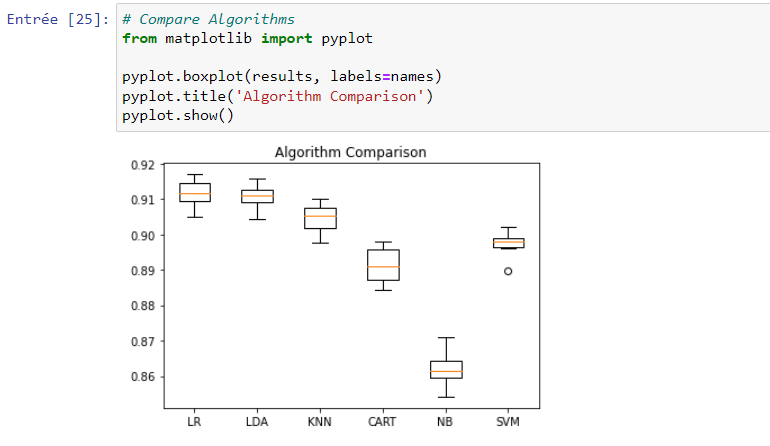 Entrée [25]: # Compare Algorithms
from matplotlib import pyplot
pyplot.boxplot(results, labels=names)
pyplot.title('Algorithm Comparison')
pyplot.show()
Algorithm Comparison
0.92
0.91
0.90
0.89
0.88
0.87
0.86
LR LDA KNN CART NB SVM